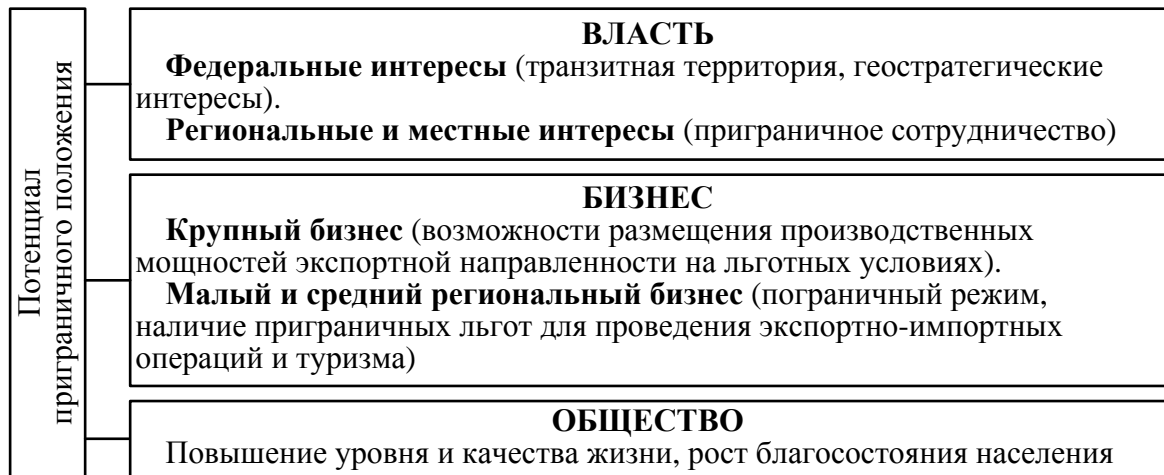 Потенциал
приграничного положения
ВЛАСТЬ
Федеральные интересы (транзитная территория, геостратегические
интересы).
Региональные и местные интересы (приграничное сотрудничество)
БИЗНЕС
Крупный бизнес (возможности размещения производственных
мощностей экспортной направленности на льготных условиях).
Малый и средний региональный бизнес (пограничный режим,
наличие приграничных льгот для проведения экспортно-импортных
операций и туризма)
ОБЩЕСТВО
Повышение уровня и качества жизни, рост благосостояния населения